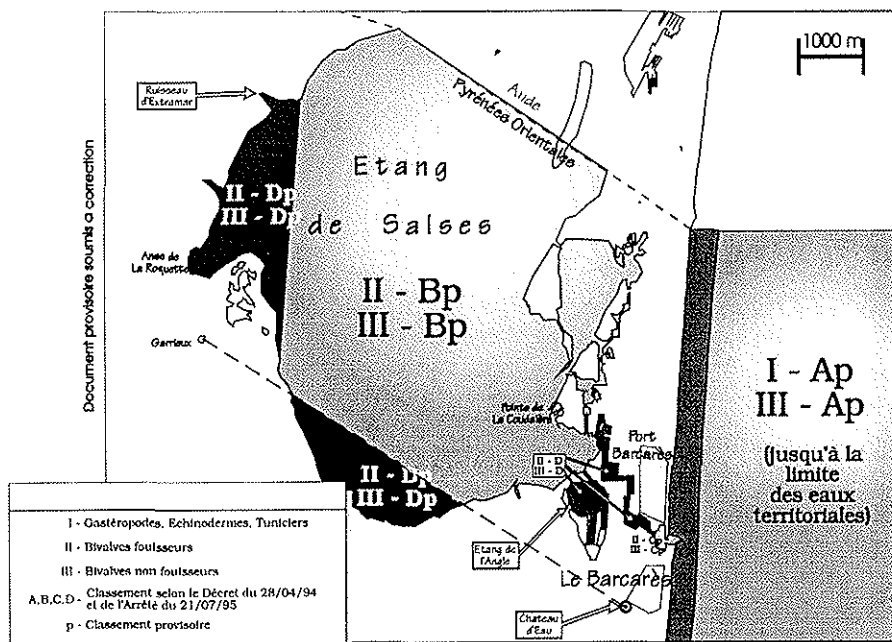 1000 m
Ruisseau
d'Extramar
Aude
Pyrénées Orientales
Etang
de Salses
II - Dp
III - Dp
Anse de
La Roquette
II - Bp
III - Bp
Garrieux
Document provisoire soumis a correction
I - Ap
III - Ap
(Jusqu'à la
limite
des eaux
territoriales)
Pointe de
La Coudalère
Port
Barcarès
II - D
III - D
II - Dp
III - Dp
Etang de
l'Angle
Le Barcarès
Chateau
d'Eau
I - Gastéropodes, Echinodermes, Tuniciers
II - Bivalves fouisseurs
III - Bivalves non fouisseurs
A,B,C,D - Classement selon le Décret du 28/04/94
et de l'Arrêté du 21/07/95
p - Classement provisoire